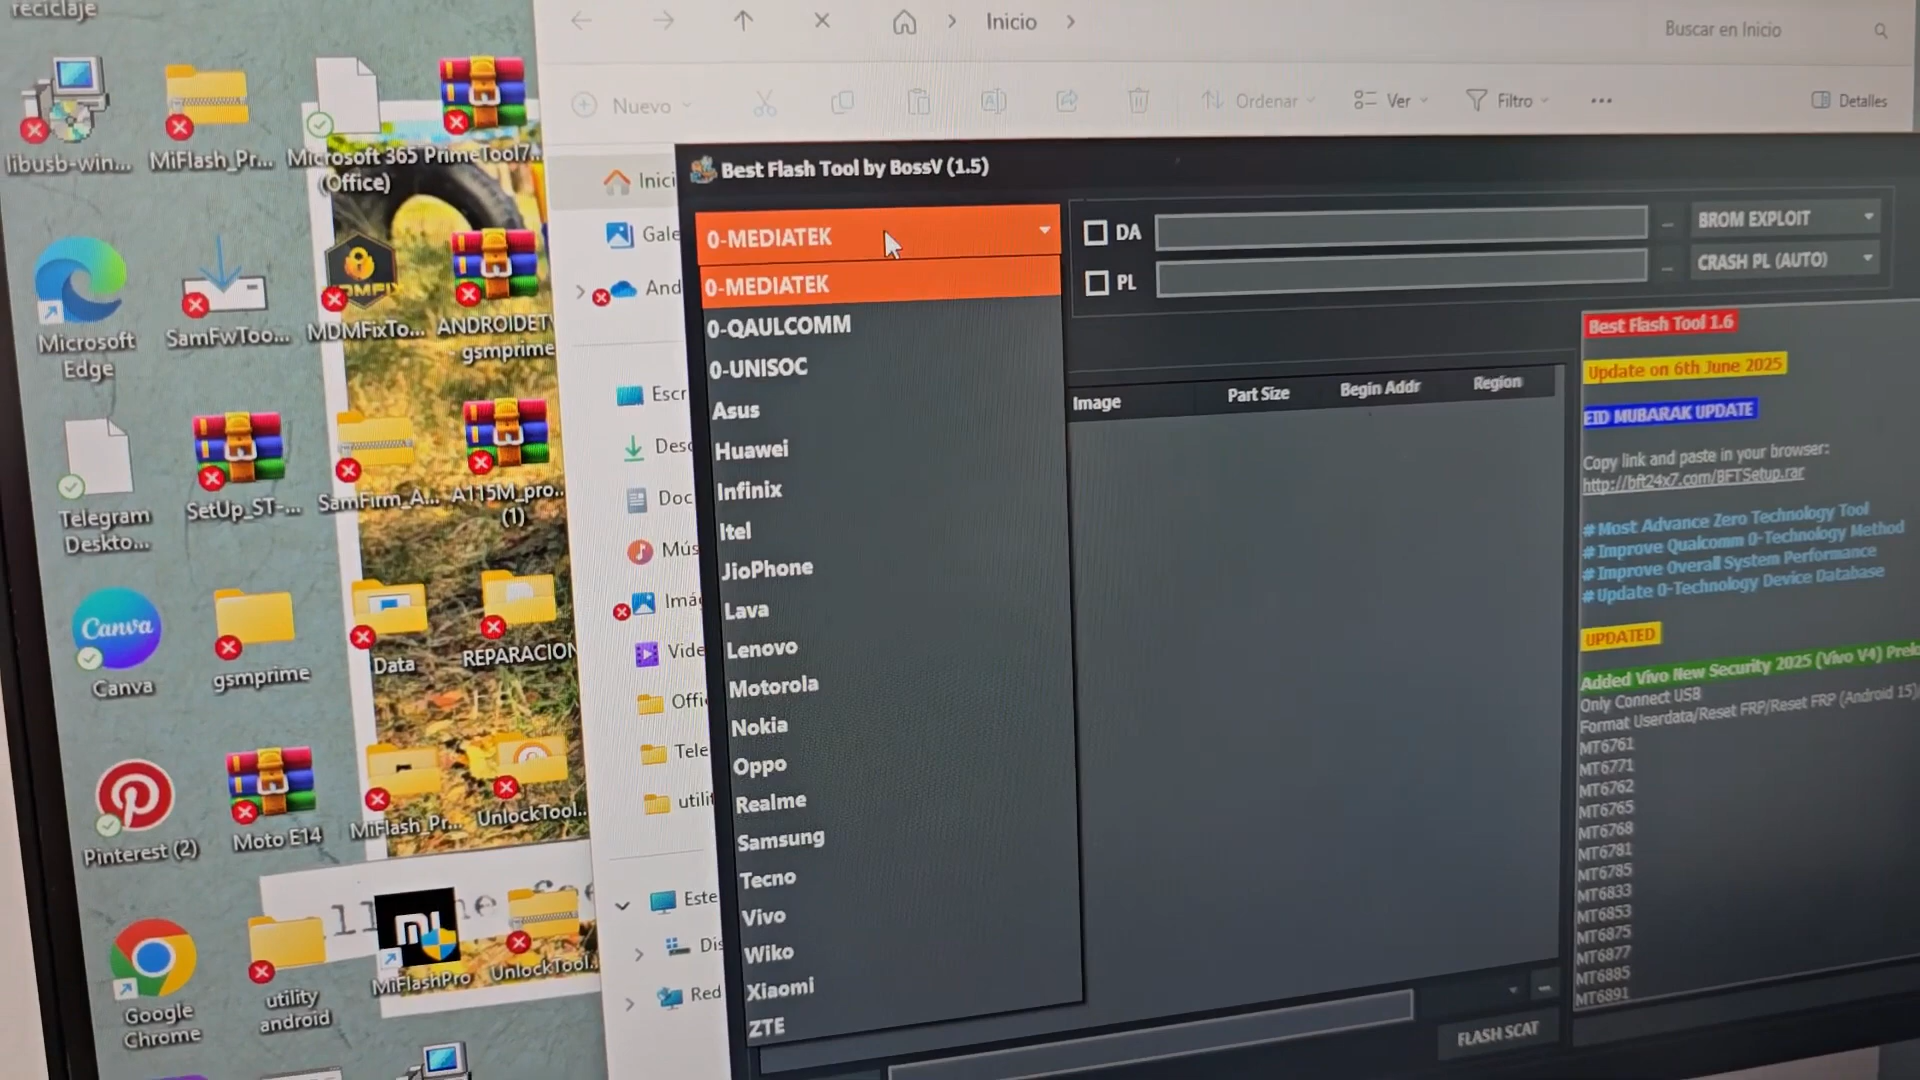 reciclaje
libusb-win...
MiFlash_Pr...
Microsoft 365
(Office)
PrimeTool7...
Microsoft
Edge
SamFwToo...
MDMFixTo...
ANDROIDET
- gsmprime
Telegram
Deskto...
SetUp_ST-...
SamFirm_A...
A115M_pro...
(1)
Canva
Canva
gsmprime
Data
REPARACION
Pinterest (2)
Moto E14
MiFlash_Pr...
UnlockTool...
Google
Chrome
utility
android
MiFlashPro
UnlockTool...
Inicio
Buscar en Inicio
Nuevo
Ordenar
Ver
Filtro
Detalles
Inici
Gale
And
Escr
Desc
Doc
Mús
Imág
Vide
Offi
Tele
utilit
Este
Dis
Red
Best Flash Tool by BossV (1.5)
0-MEDIATEK
0-MEDIATEK
0-QAULCOMM
0-UNISOC
Asus
Huawei
Infinix
Itel
JioPhone
Lava
Lenovo
Motorola
Nokia
Oppo
Realme
Samsung
Tecno
Vivo
Wiko
Xiaomi
ZTE
DA
...
BROM EXPLOIT
PL
...
CRASH PL (AUTO)
Image
Part Size
Begin Addr
Region
FLASH SCAT
Best Flash Tool 1.6
Update on 6th June 2025
EID MUBARAK UPDATE
Copy link and paste in your browser:
http://bft24x7.com/BFTSetup.rar
# Most Advance Zero Technology Tool
# Improve Qualcomm 0-Technology Method
# Improve Overall System Performance
# Update 0-Technology Device Database
UPDATED
Added Vivo New Security 2025 (Vivo V4) Prelo
Only Connect USB
Format Userdata/Reset FRP/Reset FRP (Android 15)
MT6761
MT6771
MT6762
MT6765
MT6768
MT6781
MT6785
MT6833
MT6853
MT6875
MT6877
MT6885
MT6891